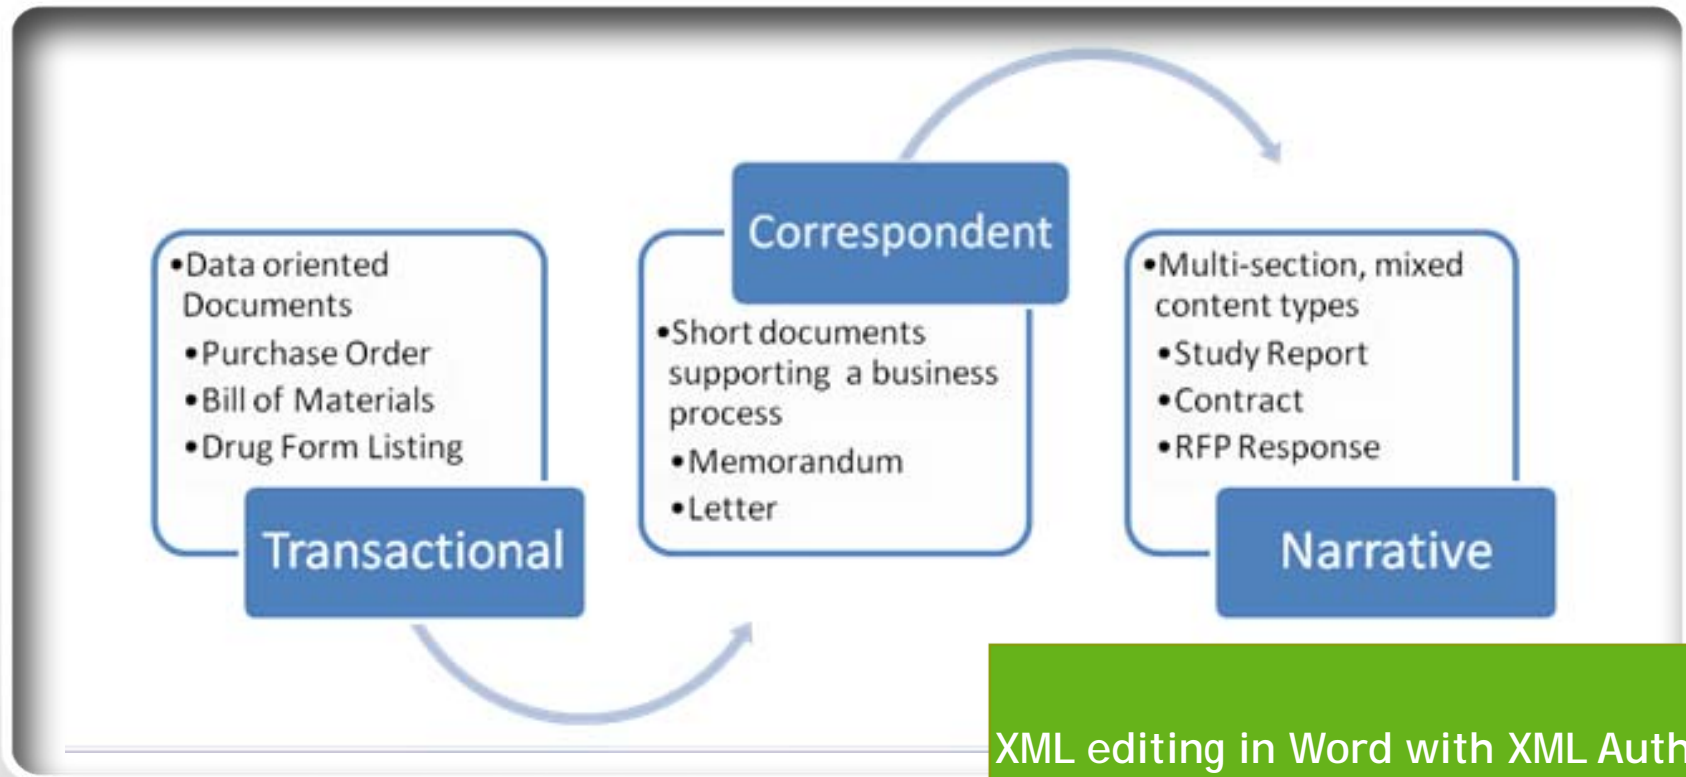 •Data oriented
Documents
•Purchase Order
•Bill of Materials
•Drug Form Listing
Transactional
Correspondent
•Short documents
supporting a business
process
•Memorandum
•Letter
•Multi-section, mixed
content types
•Study Report
•Contract
•RFP Response
Narrative
XML editing in Word with XML Auth